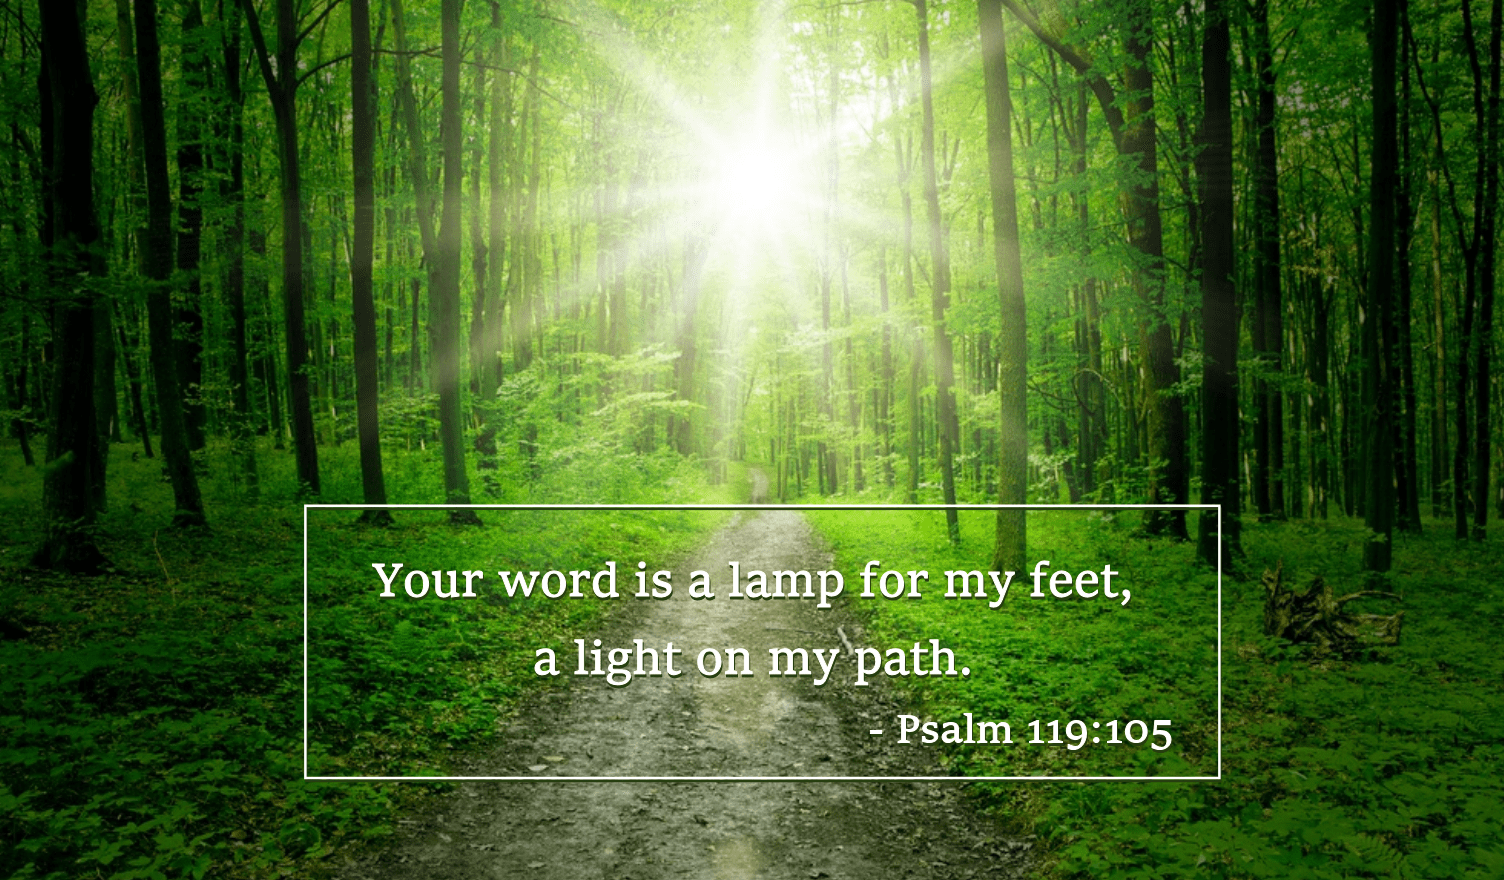 Your word is a lamp for my feet,
a light on my path.
- Psalm 119:105